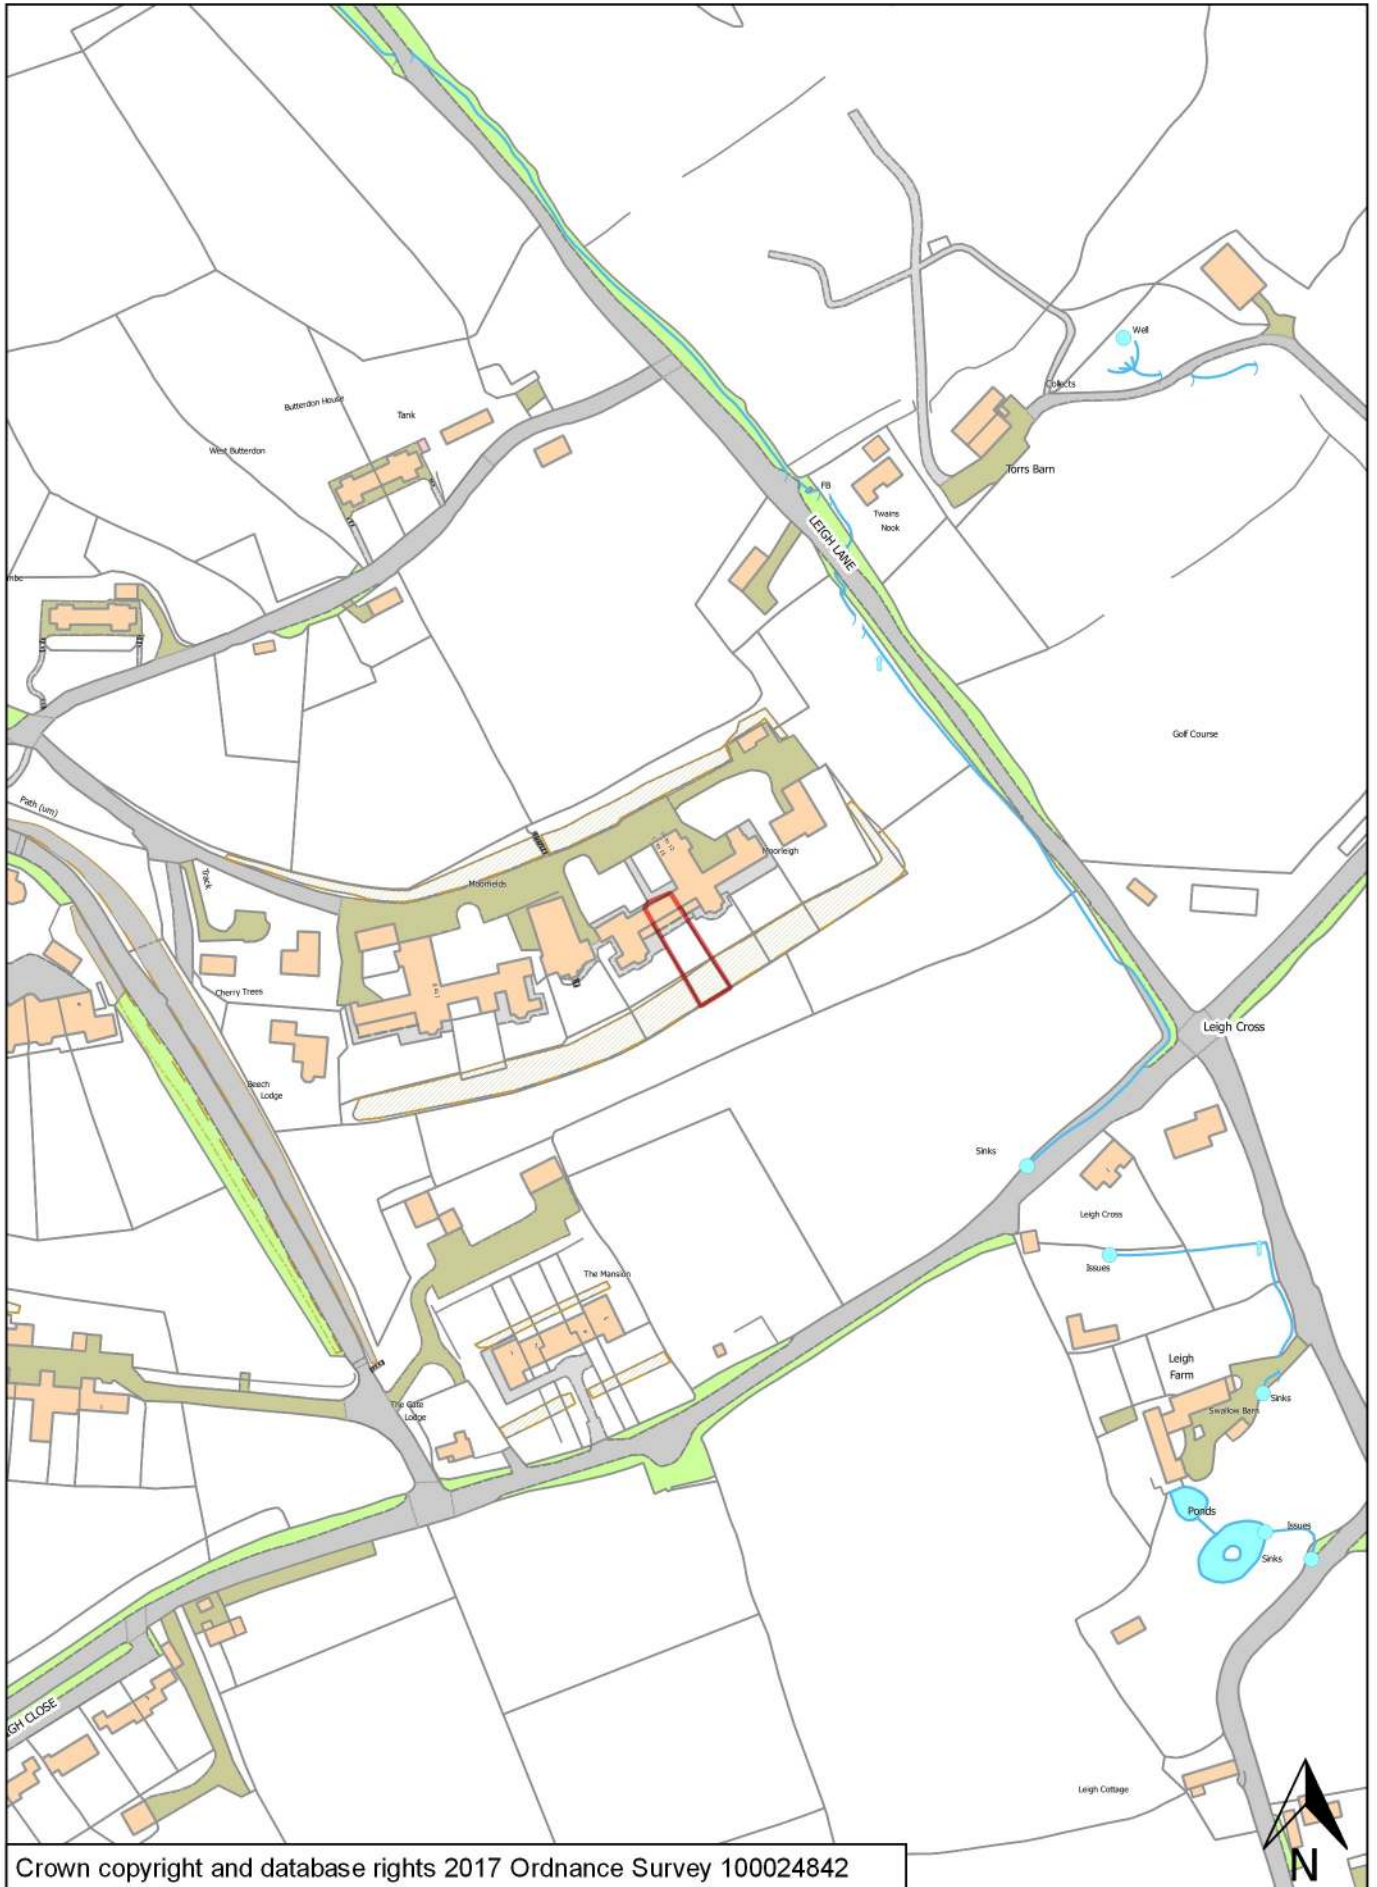 Well
Collects
Butterdon House
Tank
West Butterdon
Torrs Barn
FB
Twains
Nook
LEIGH LANE
Golf Course
Path (um)
Track
Moorfields
Moorleigh
Cherry Trees
Leigh Cross
Beech
Lodge
Sinks
Leigh Cross
Issues
The Mansion
Leigh
Farm
Sinks
Swallow Barn
The Gate
Lodge
Ponds
Issues
Sinks
IGH CLOSE
Leigh Cottage
N
Crown copyright and database rights 2017 Ordnance Survey 100024842